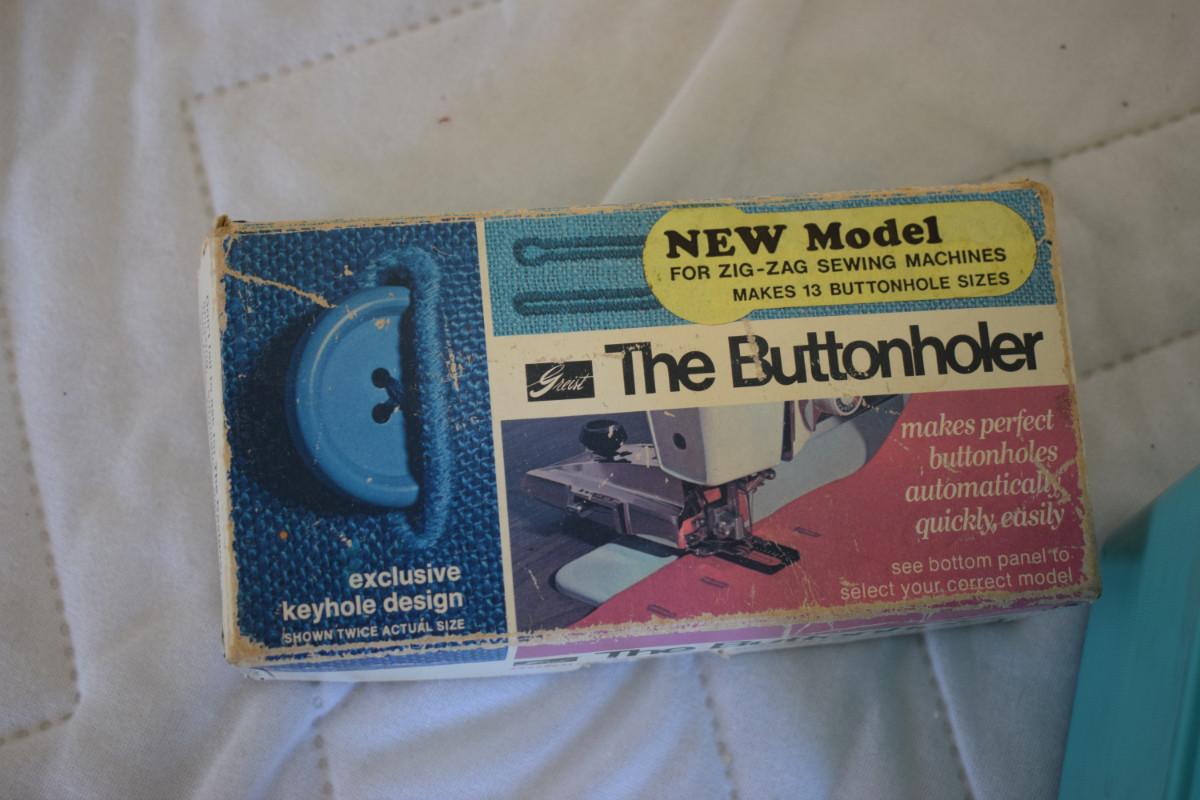 NEW Model
FOR ZIG-ZAG SEWING MACHINES
MAKES 13 BUTTONHOLE SIZES
Greist The Buttonholer
makes perfect
buttonholes
automatically,
quickly, easily
see bottom panel to
select your correct model
exclusive
keyhole design
SHOWN TWICE ACTUAL SIZE
The